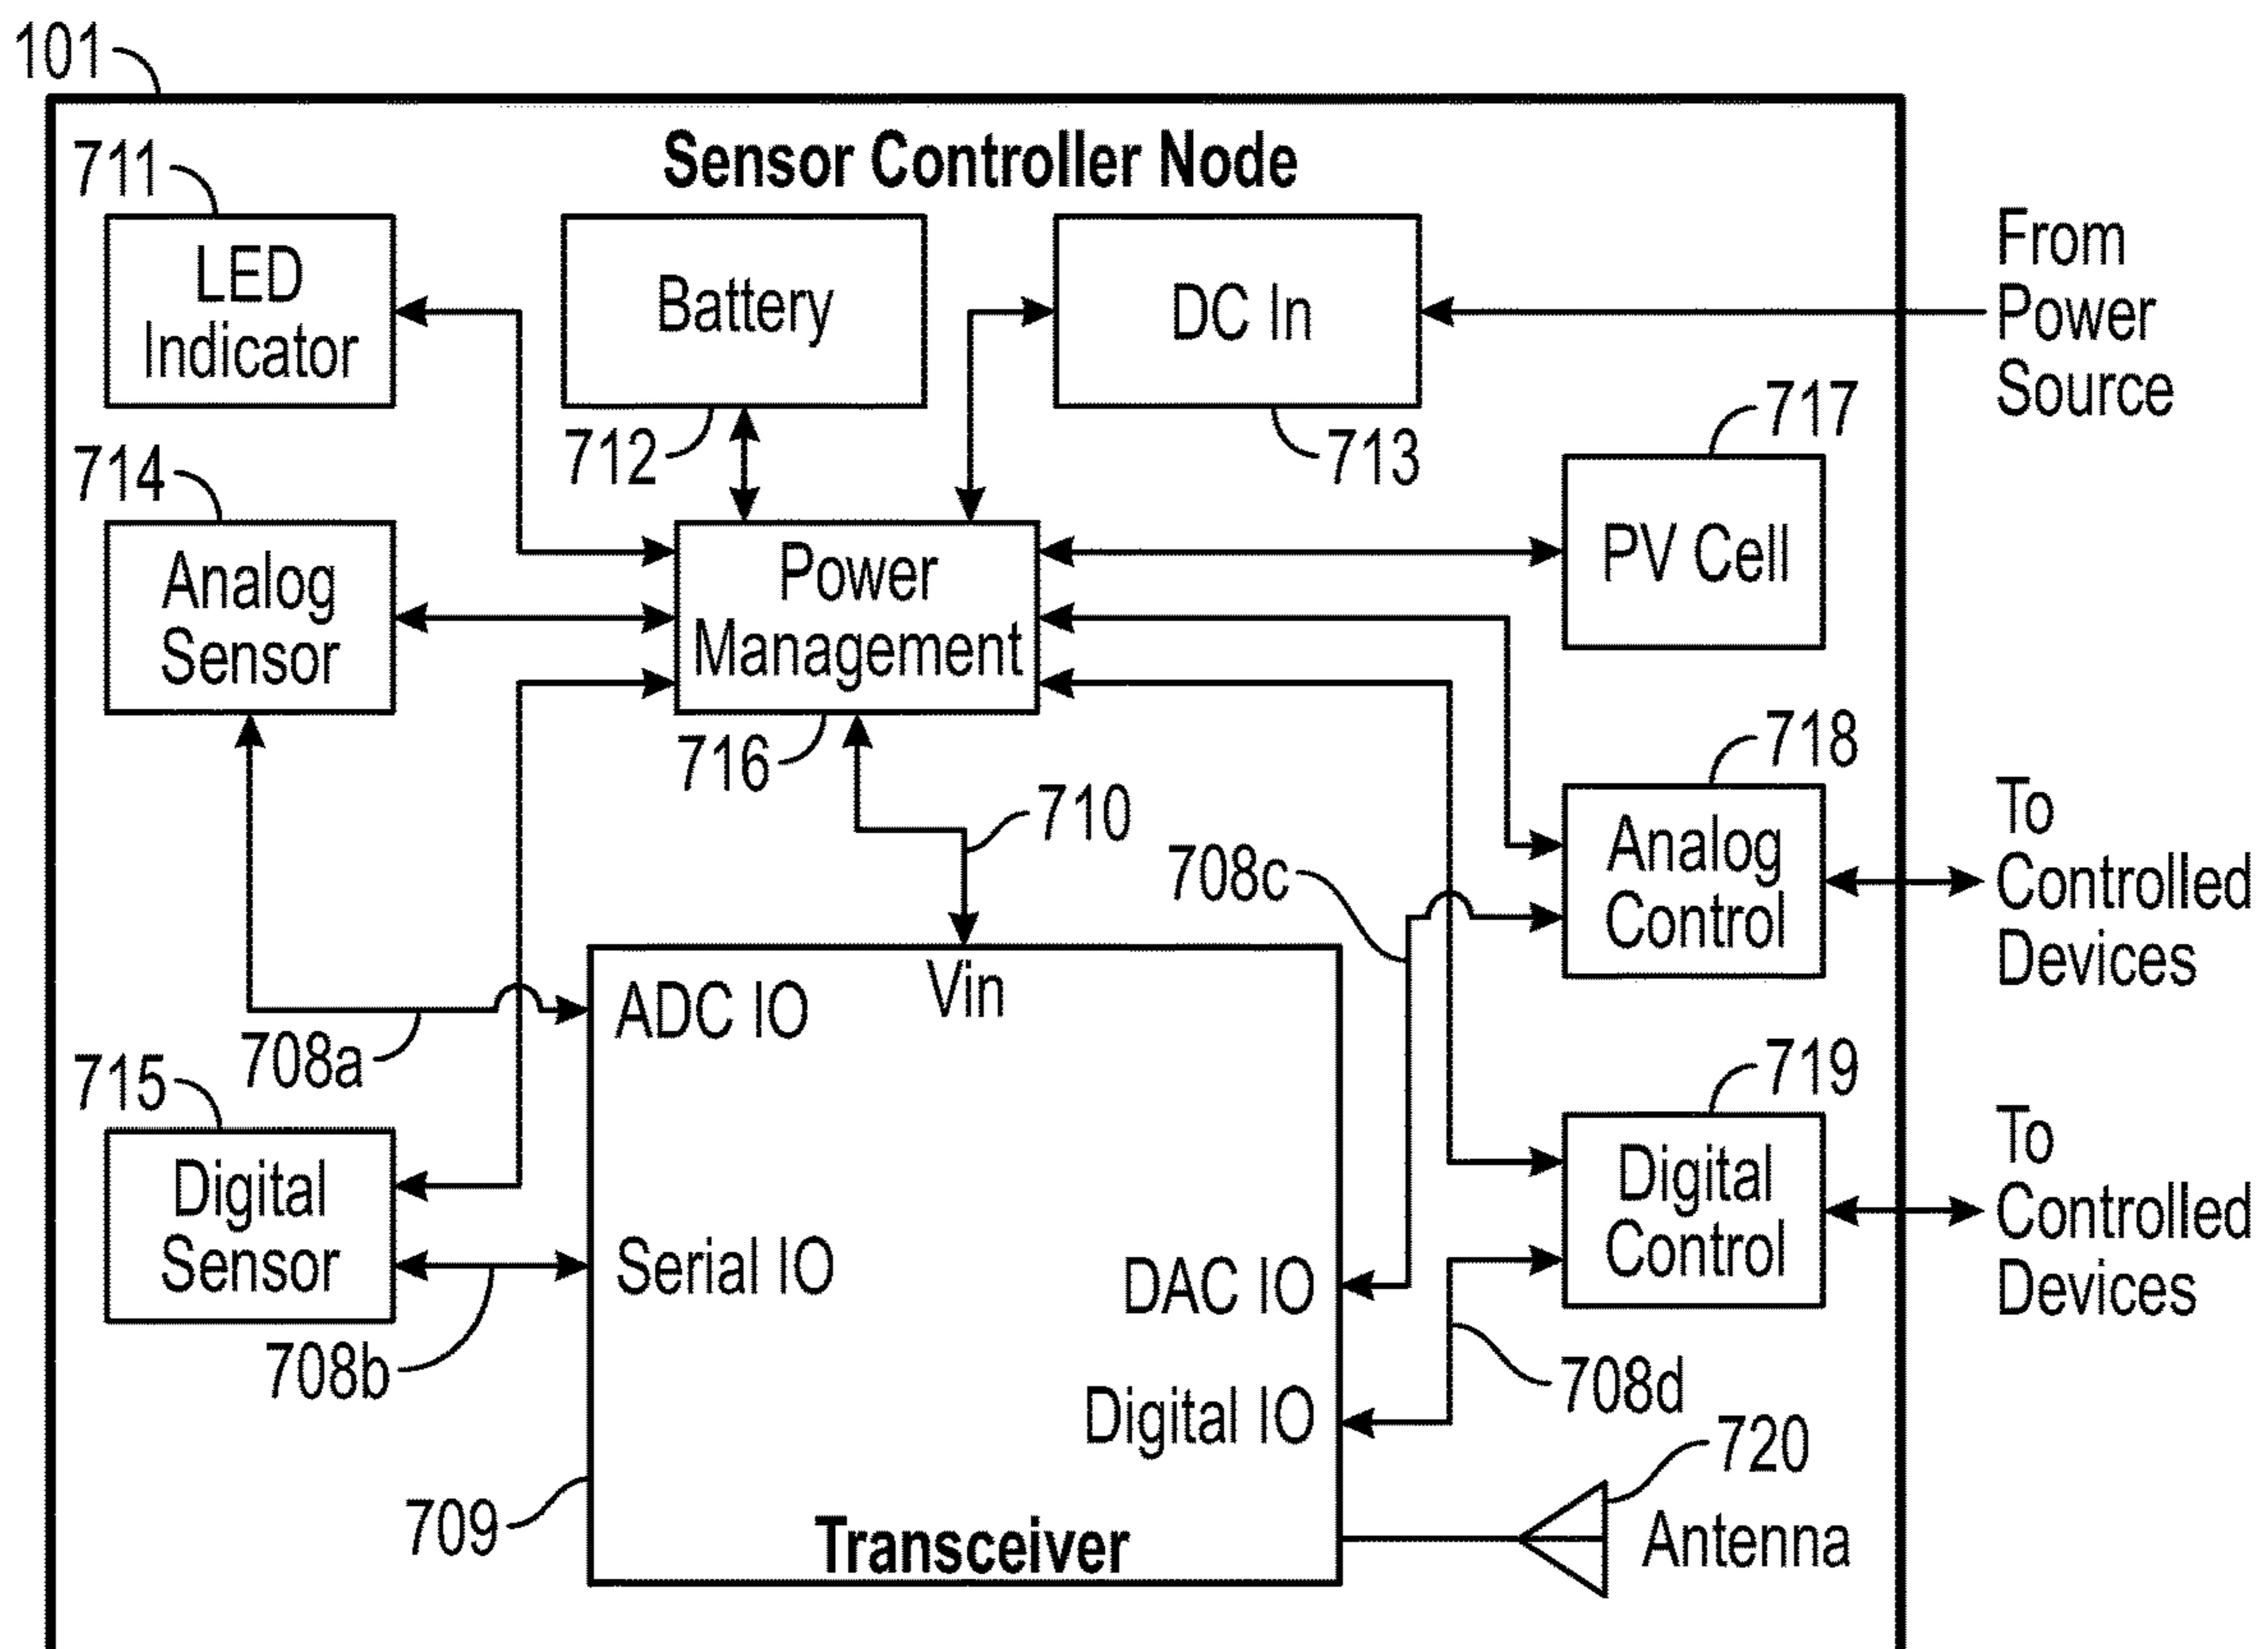 101
Sensor Controller Node
711
LED
Indicator
Battery
DC In
From
Power
Source
712
713
717
714
Analog
Sensor
Power
Management
PV Cell
716
710
718
708c
Analog
Control
To
Controlled
Devices
ADC IO
Vin
708a
715
Digital
Sensor
719
Digital
Control
To
Controlled
Devices
Serial IO
DAC IO
708b
708d
Digital IO
720
709
Transceiver
Antenna